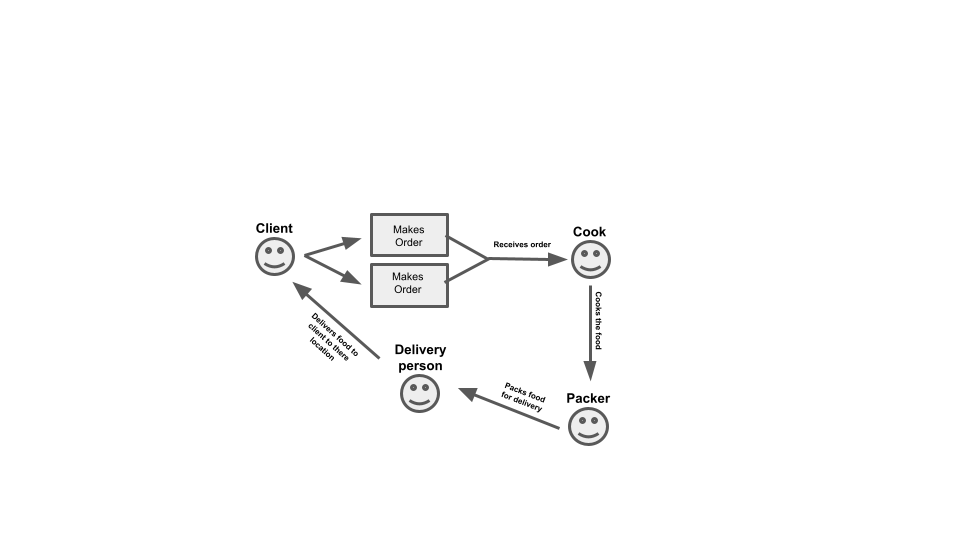 Client
Makes
Order
Makes
Order
Receives order
Cook
Cooks the food
Packer
Packs food
for delivery
Delivery
person
Delivers food to
client to there
location